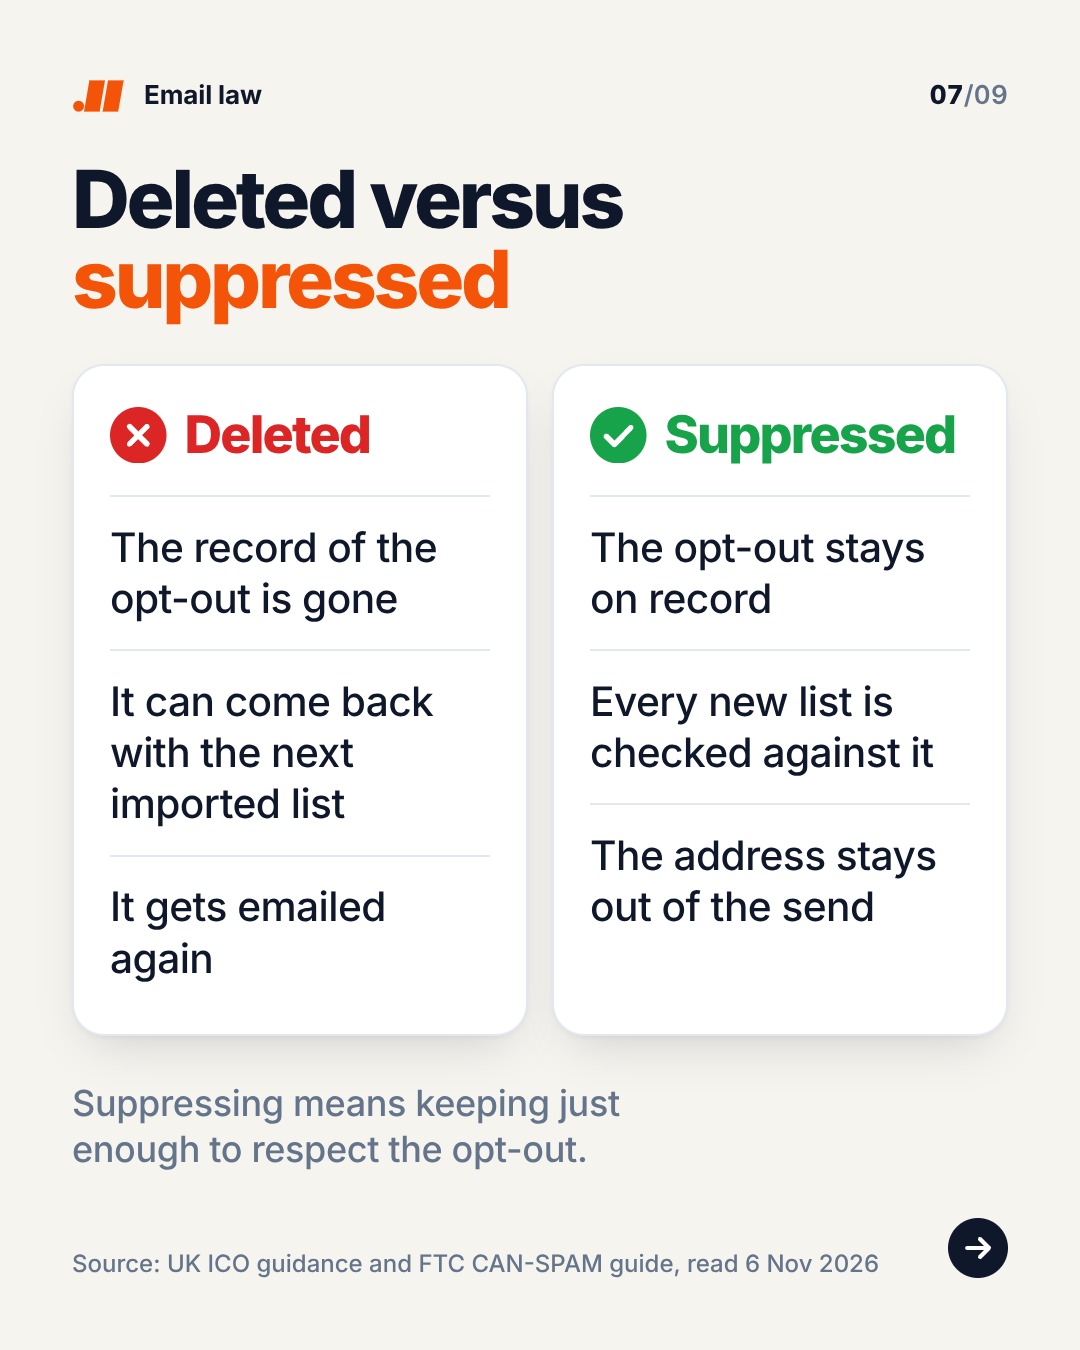 Email law
07/09
Deleted versus
suppressed
Deleted
The record of the
opt-out is gone
It can come back
with the next
imported list
It gets emailed
again
Suppressed
The opt-out stays
on record
Every new list is
checked against it
The address stays
out of the send
Suppressing means keeping just
enough to respect the opt-out.
Source: UK ICO guidance and FTC CAN-SPAM guide, read 6 Nov 2026